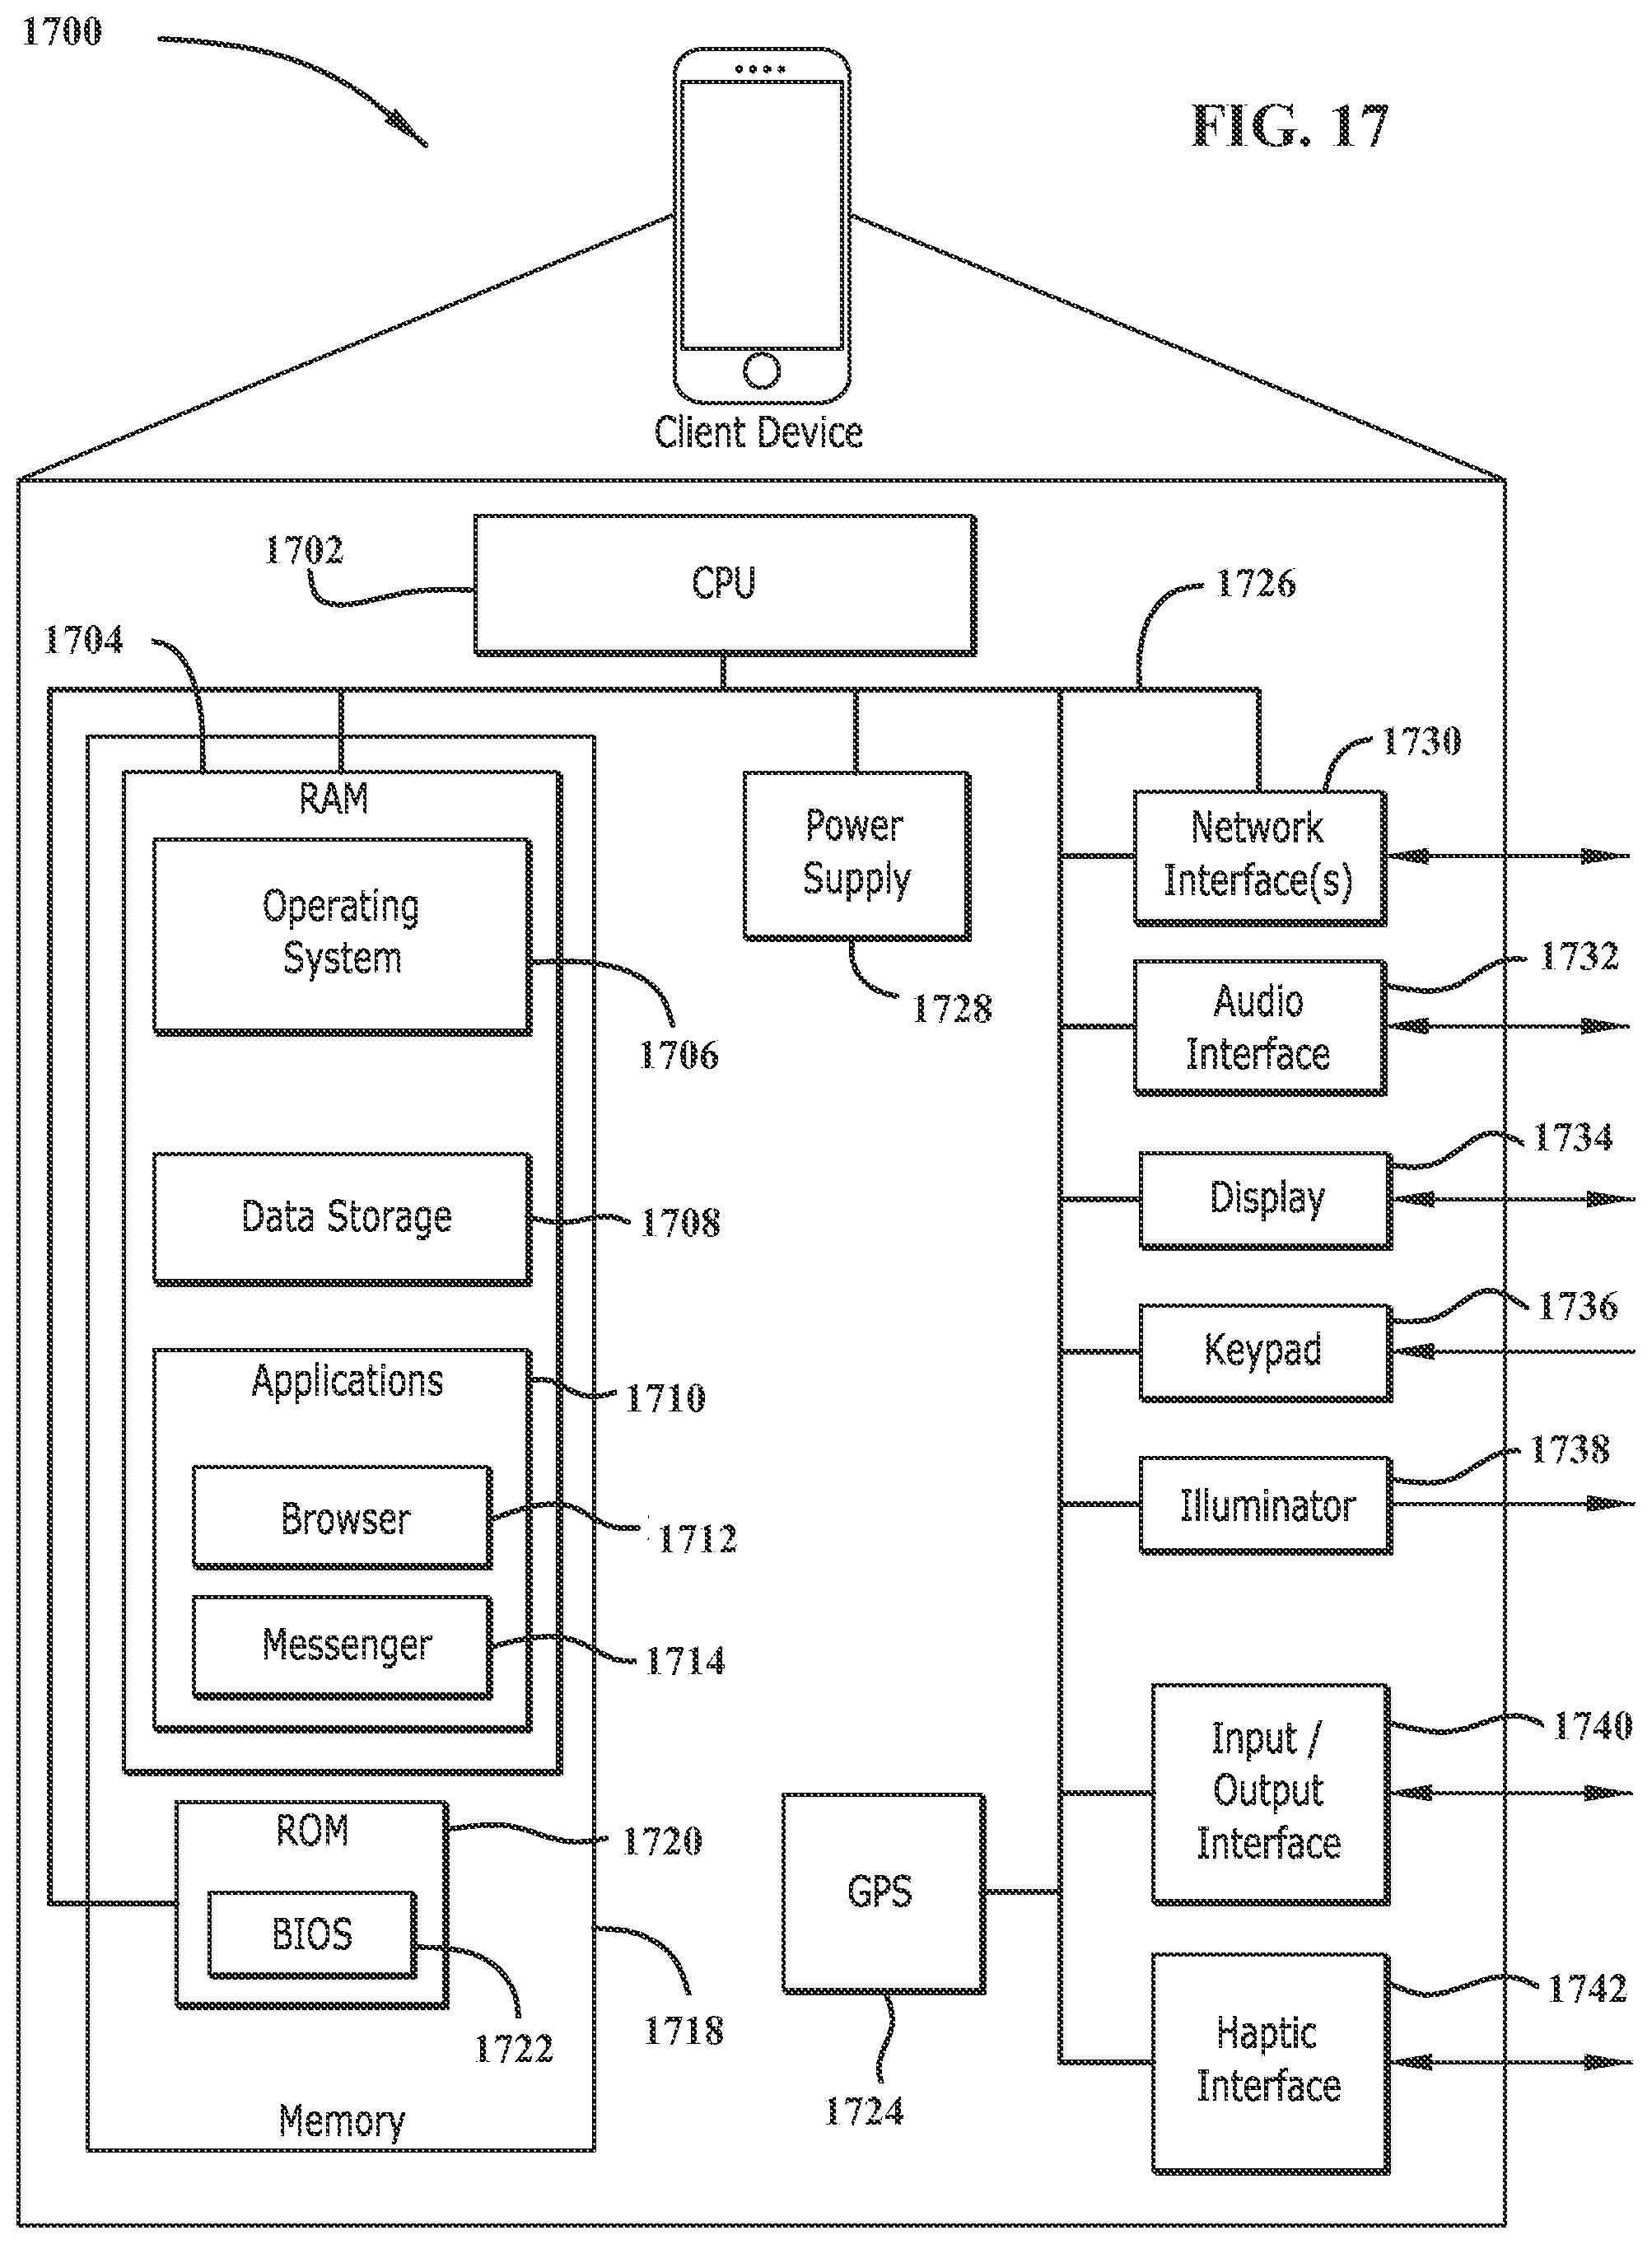 1700
FIG. 17
Client Device
1702
CPU
1726
1704
1730
RAM
Power
Supply
Network
Interface(s)
Operating
System
1732
1728
Audio
Interface
1706
1734
Data Storage
1708
Display
1736
Keypad
Applications
1710
1738
Browser
1712
Illuminator
Messenger
1714
1740
Input /
Output
Interface
ROM
1720
GPS
BIOS
1742
1722
1718
Haptic
Interface
1724
Memory